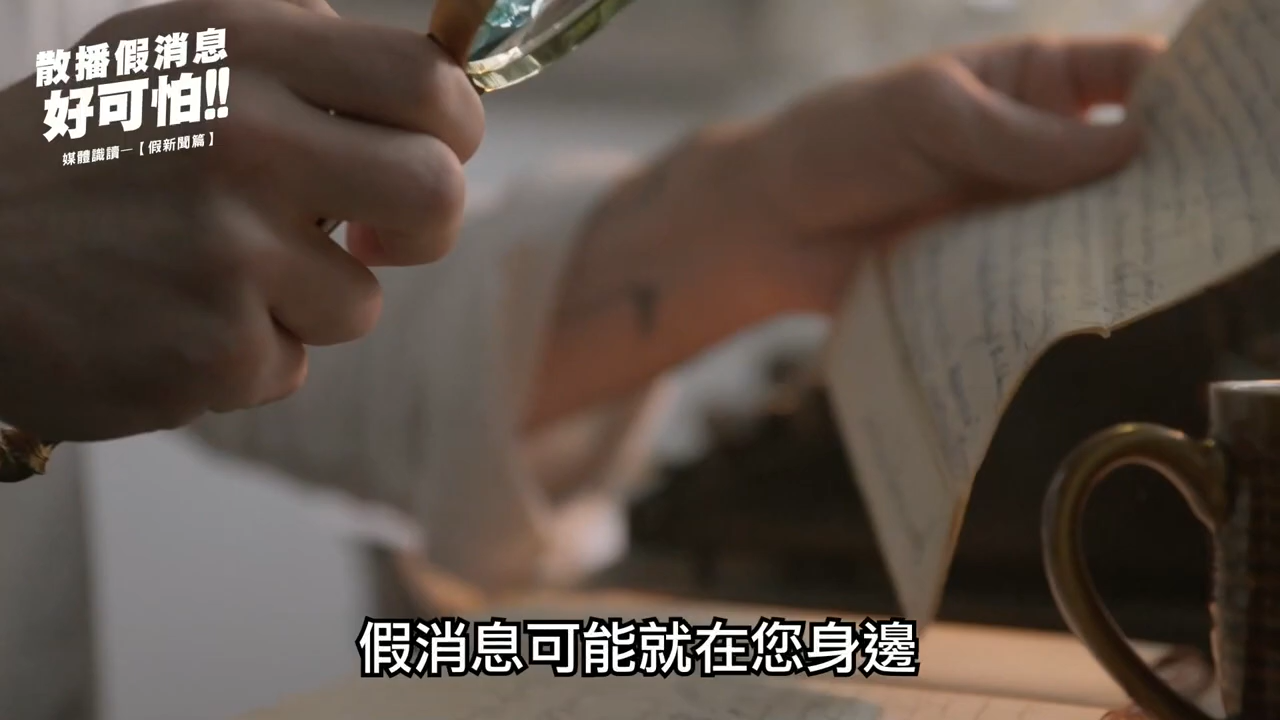 散播假消息
好可怕!!
媒體識讀—【假新聞篇】
假消息可能就在您身邊